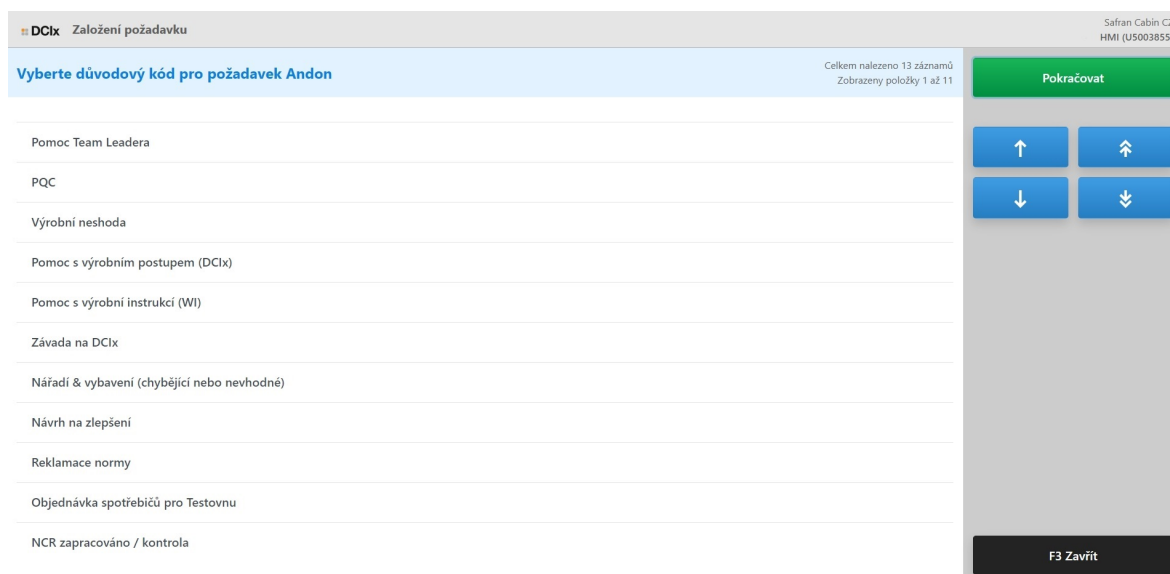 DCIx Založení požadavku
Safran Cabin CZ
HMI (U5003855
Vyberte důvodový kód pro požadavek Andon
Celkem nalezeno 13 záznamů
Zobrazeny položky 1 až 11
Pokračovat
Pomoc Team Leadera
PQC
Výrobní neshoda
Pomoc s výrobním postupem (DCIx)
Pomoc s výrobní instrukcí (WI)
Závada na DCIx
Nářadí & vybavení (chybějící nebo nevhodné)
Návrh na zlepšení
Reklamace normy
Objednávka spotřebičů pro Testovnu
NCR zapracováno / kontrola
F3 Zavřít